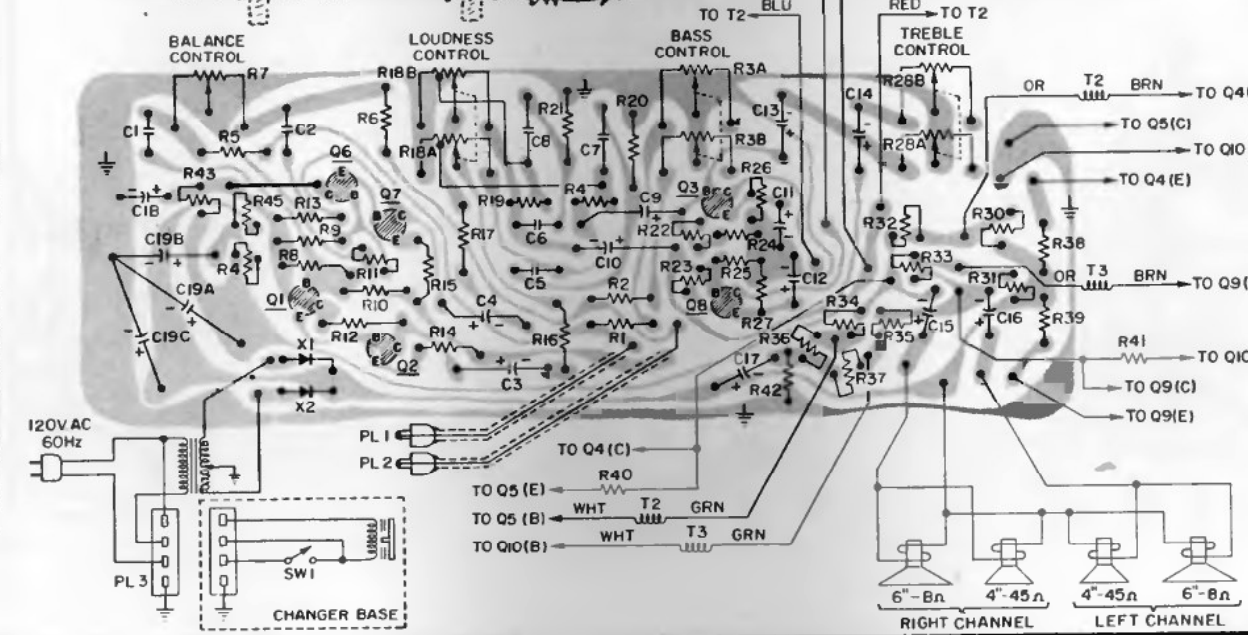 TO T2 BLU
RED TO T2
BALANCE CONTROL
LOUDNESS CONTROL
BASS CONTROL
TREBLE CONTROL
R7
R18B
R3A
R28B
OR T2 BRN TO Q4(
C1
R5
C2
R6
R18A
C8
R21
C7
R20
R3B
C13
C14
R28A
TO Q5(C)
TO Q10
TO Q4(E)
R43
Q6
E
C B
Q7
B C
E
R26
C1B
R45
R13
R19
R4
C9
Q3
B C
E
C11
R32
R30
C19B
R9
R17
C6
R22
R24
R38
R4
R8
R11
C10
R33
C19A
Q1
B
C
E
R10
R15
C5
R23
R25
C12
R31
OR T3 BRN TO Q9(
R2
Q8
B
C
E
R34
C19C
R12
C4
R27
R35
C15
C16
R39
X1
B
C
E
Q2
R14
R16
R1
R36
R41
TO Q10
X2
C3
C17
R42
R37
TO Q9(C)
TO Q9(E)
120V.AC
60Hz
PL 1
PL 2
TO Q4(C)
TO Q5(E) R40
TO Q5(B) WHT T2 GRN
TO Q10(B) WHT T3 GRN
PL 3
SW1
CHANGER BASE
6"-8Ω 4"-45Ω 4"-45Ω 6"-8Ω
RIGHT CHANNEL LEFT CHANNEL